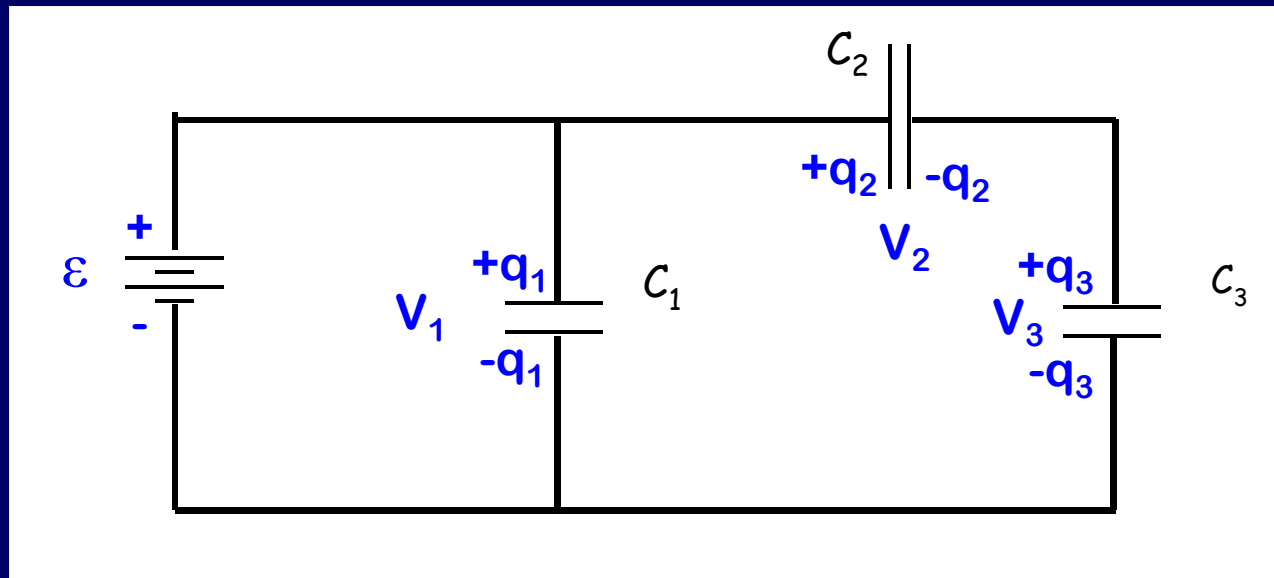 C₂
+q₂ -q₂
V₂
+
ε
-
+q₁
C₁
V₁
-q₁
+q₃
C₃
V₃
-q₃